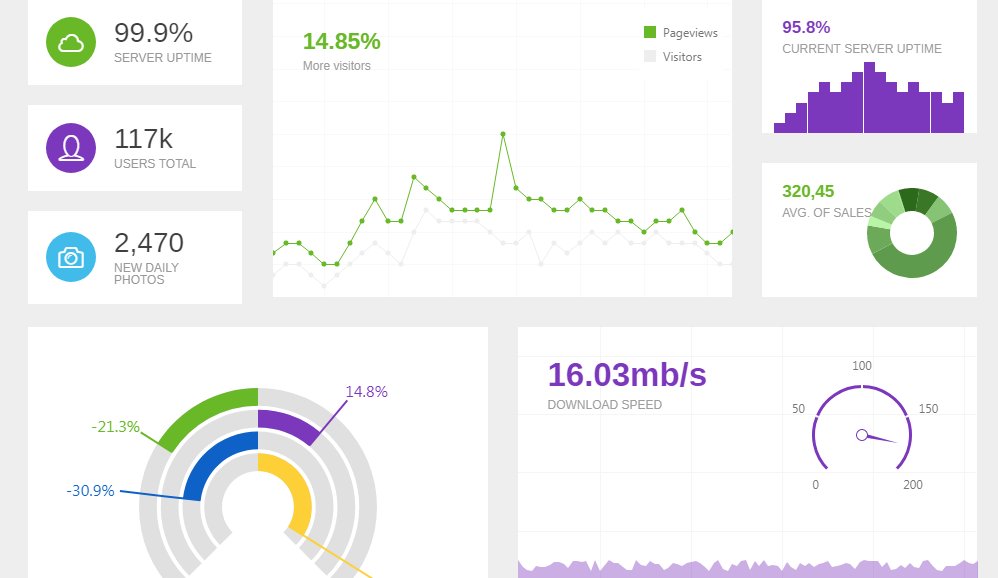 99.9%
SERVER UPTIME
117k
USERS TOTAL
2,470
NEW DAILY
PHOTOS
14.85%
More visitors
Pageviews
Visitors
95.8%
CURRENT SERVER UPTIME
320,45
AVG. OF SALES
14.8%
-21.3%
-30.9%
16.03mb/s
DOWNLOAD SPEED
100
50
150
0
200